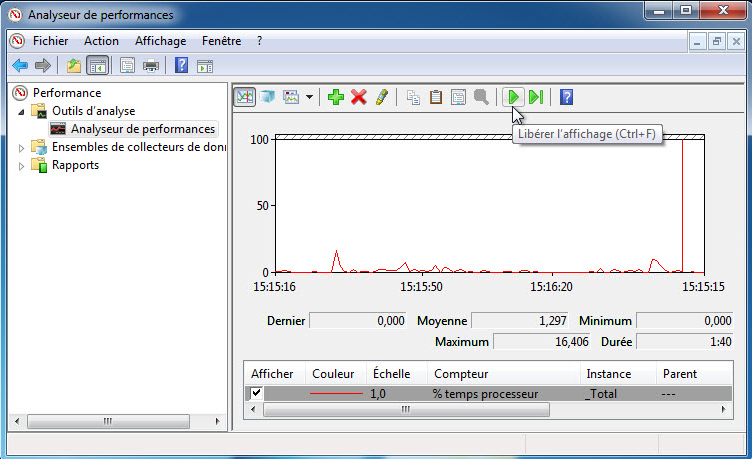 Analyseur de performances
Fichier Action Affichage Fenêtre ?
Performance
Outils d'analyse
Analyseur de performances
Ensembles de collecteurs de donn
Rapports
Libérer l'affichage (Ctrl+F)
100
50
0
15:15:16 15:15:50 15:16:20 15:15:15
Dernier 0,000 Moyenne 1,297 Minimum 0,000
Maximum 16,406 Durée 1:40
Afficher Couleur Échelle Compteur Instance Parent
1,0 % temps processeur _Total ---